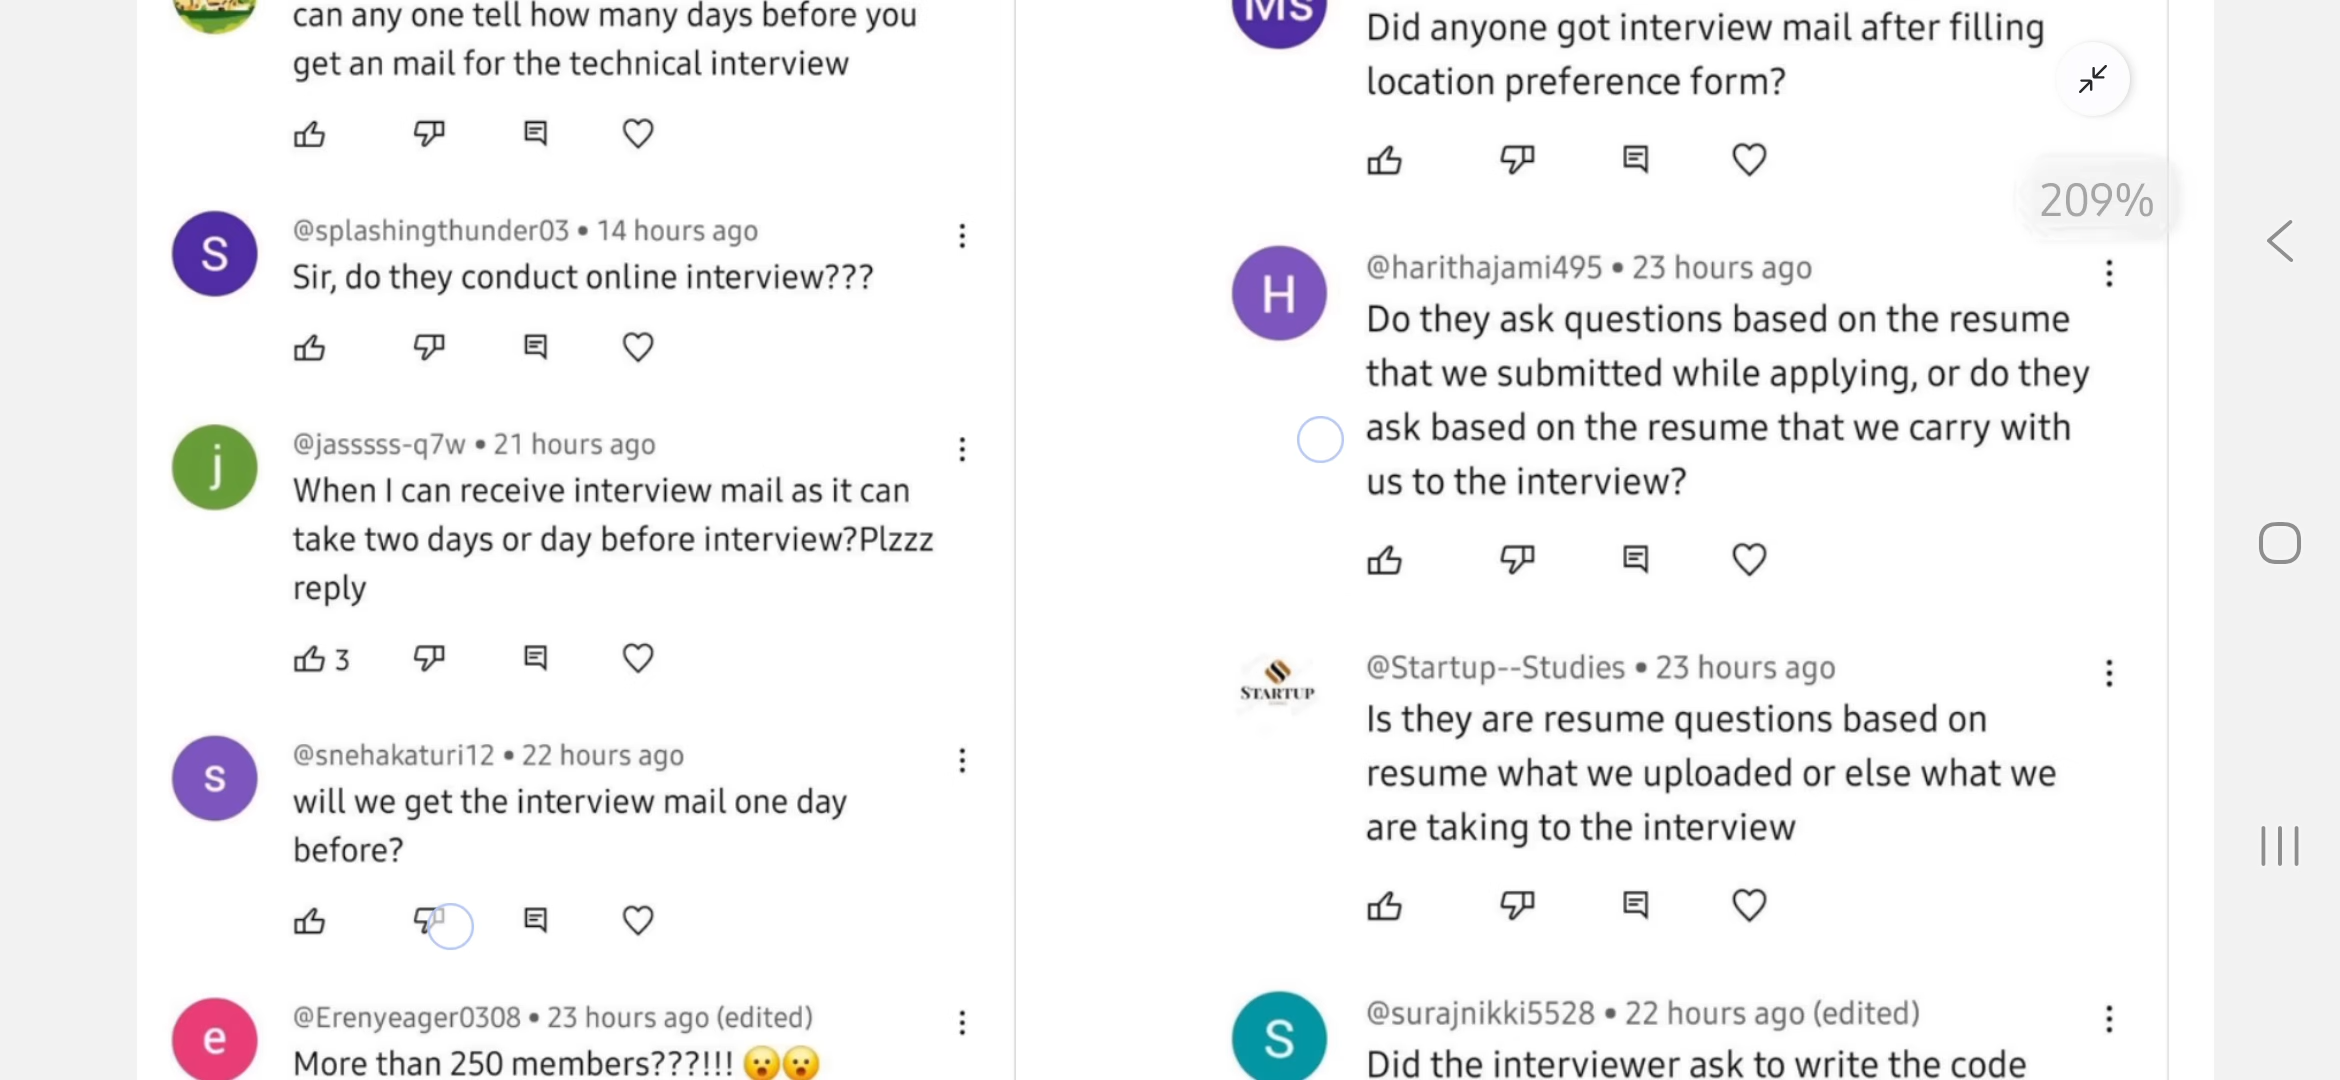 can any one tell how many days before you
get an mail for the technical interview
S
@splashingthunder03 • 14 hours ago
Sir, do they conduct online interview???
j
@jasssss-q7w • 21 hours ago
When I can receive interview mail as it can
take two days or day before interview?Plzzz
reply
3
s
@snehakaturi12 • 22 hours ago
will we get the interview mail one day
before?
e
@Erenyeager0308 • 23 hours ago (edited)
More than 250 members???!!! 😮😮
MS
Did anyone got interview mail after filling
location preference form?
209%
H
@harithajami495 • 23 hours ago
Do they ask questions based on the resume
that we submitted while applying, or do they
ask based on the resume that we carry with
us to the interview?
STARTUP
@Startup--Studies • 23 hours ago
Is they are resume questions based on
resume what we uploaded or else what we
are taking to the interview
S
@surajnikki5528 • 22 hours ago (edited)
Did the interviewer ask to write the code